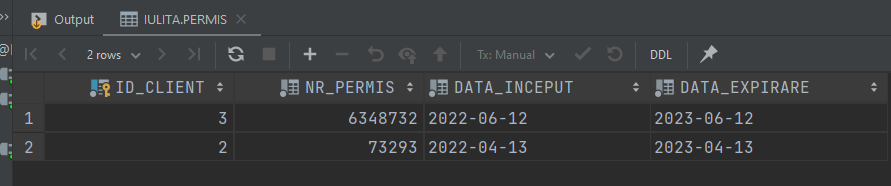 Output IULITA.PERMIS
2 rows Tx: Manual DDL
ID_CLIENT NR_PERMIS DATA_INCEPUT DATA_EXPIRARE
1 3 6348732 2022-06-12 2023-06-12
2 2 73293 2022-04-13 2023-04-13